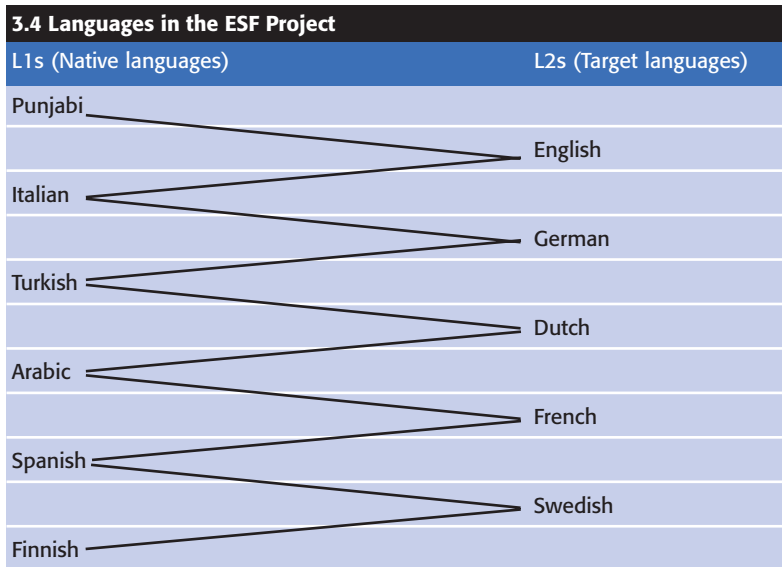 3.4 Languages in the ESF Project
L1s (Native languages) L2s (Target languages)
Punjabi
English
Italian
German
Turkish
Dutch
Arabic
French
Spanish
Swedish
Finnish